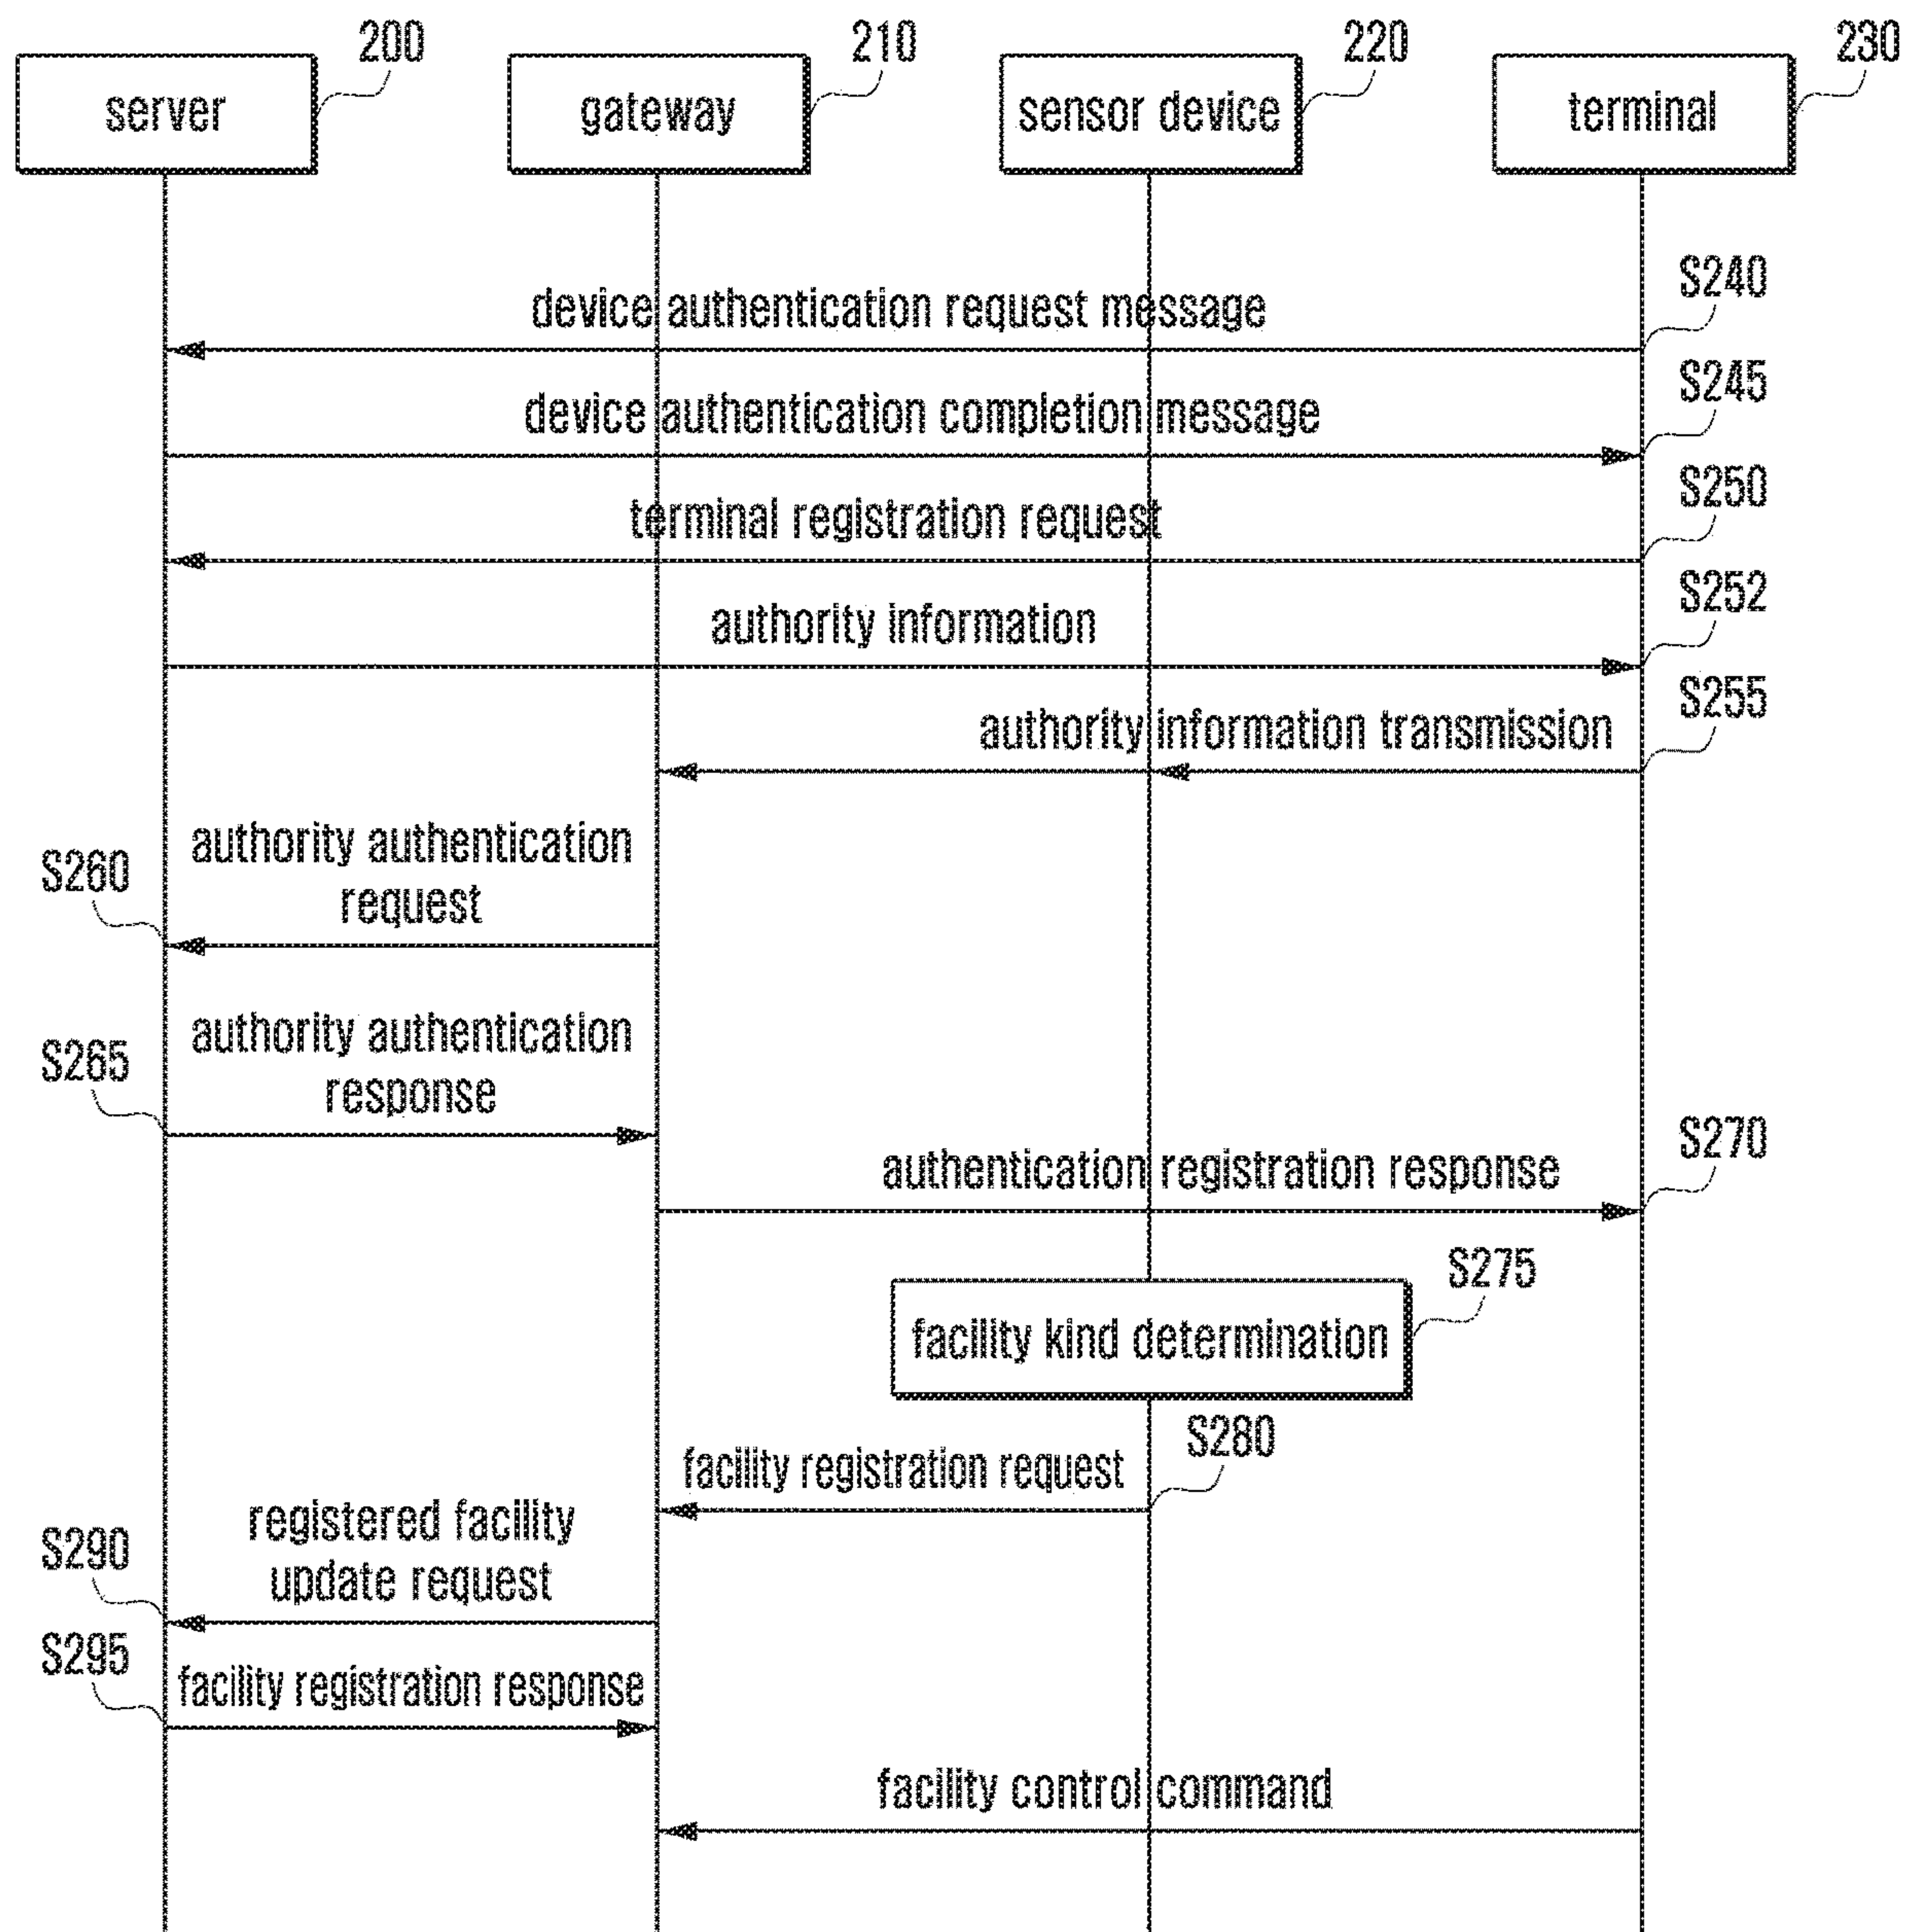 200
210
220
230
server
gateway
sensor device
terminal
S240
device authentication request message
S245
device authentication completion message
S250
terminal registration request
S252
authority information
S255
authority information transmission
S260
authority authentication
request
S265
authority authentication
response
S270
authentication registration response
S275
facility kind determination
S280
facility registration request
S290
registered facility
update request
S295
facility registration response
facility control command